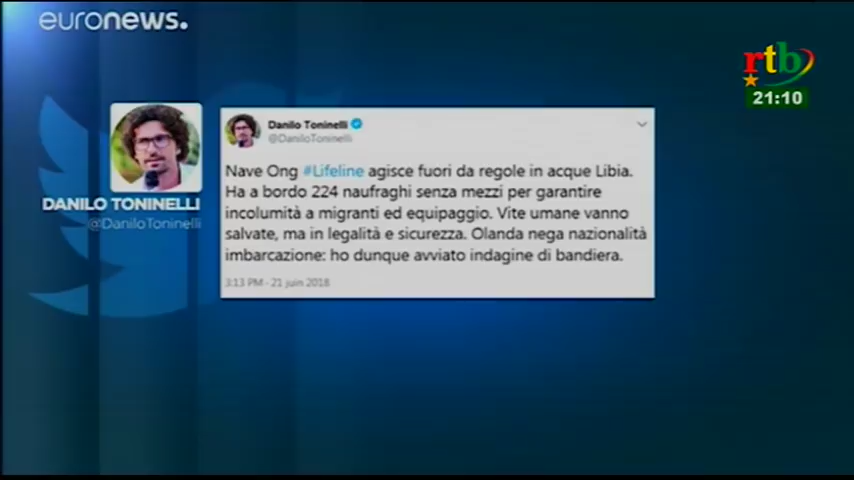 euronews.
rtb
21:10
Danilo Toninelli
@DaniloToninelli
Nave Ong #Lifeline agisce fuori da regole in acque Libia.
Ha a bordo 224 naufraghi senza mezzi per garantire
incolumità a migranti ed equipaggio. Vite umane vanno
salvate, ma in legalità e sicurezza. Olanda nega nazionalità
imbarcazione: ho dunque avviato indagine di bandiera.
3:13 PM - 21 juin 2018
DANILO TONINELLI
@DaniloToninelli